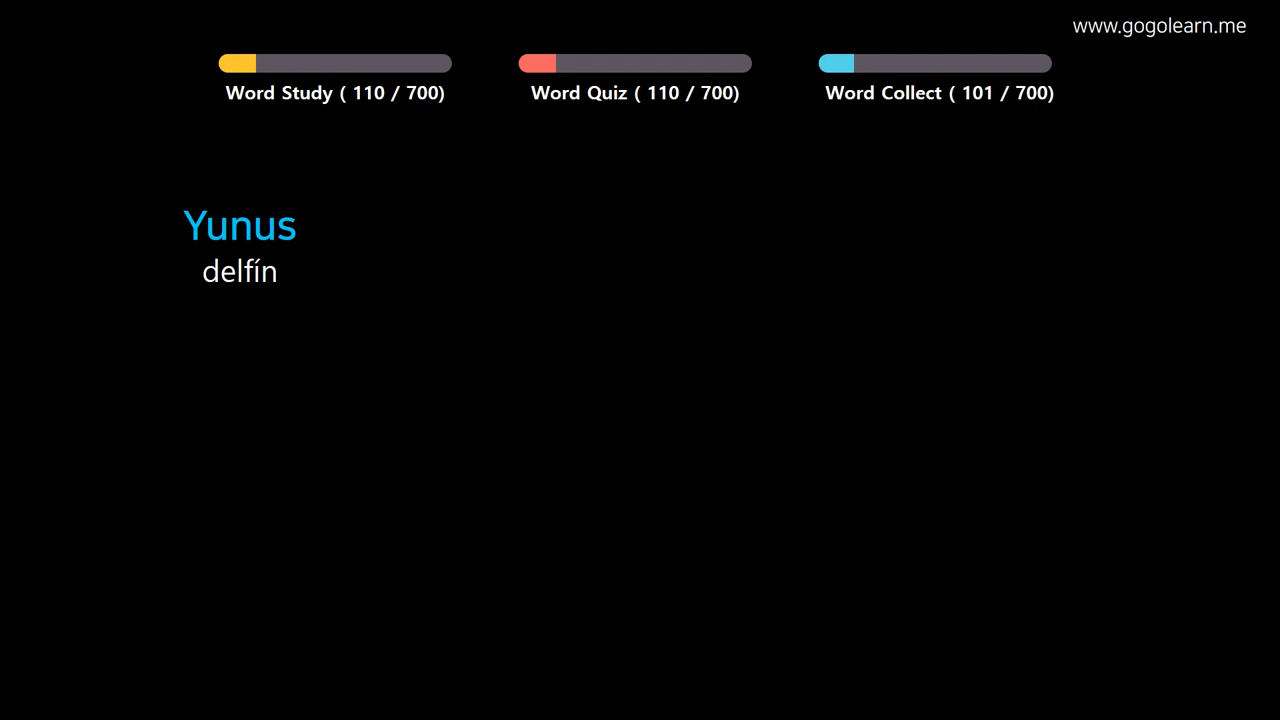 www.gogolearn.me
Word Study ( 110 / 700)
Word Quiz ( 110 / 700)
Word Collect ( 101 / 700)
Yunus
delfín